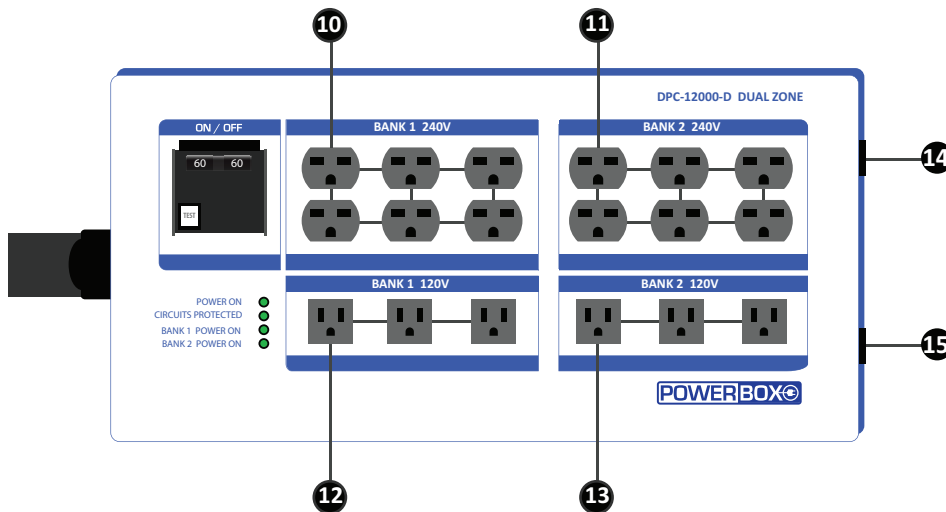 10
11
DPC-12000-D DUAL ZONE
ON / OFF
BANK 1 240V
BANK 2 240V
60 60
14
TEST
BANK 1 120V
BANK 2 120V
POWER ON
CIRCUITS PROTECTED
BANK 1 POWER ON
BANK 2 POWER ON
15
POWERBOX
12
13